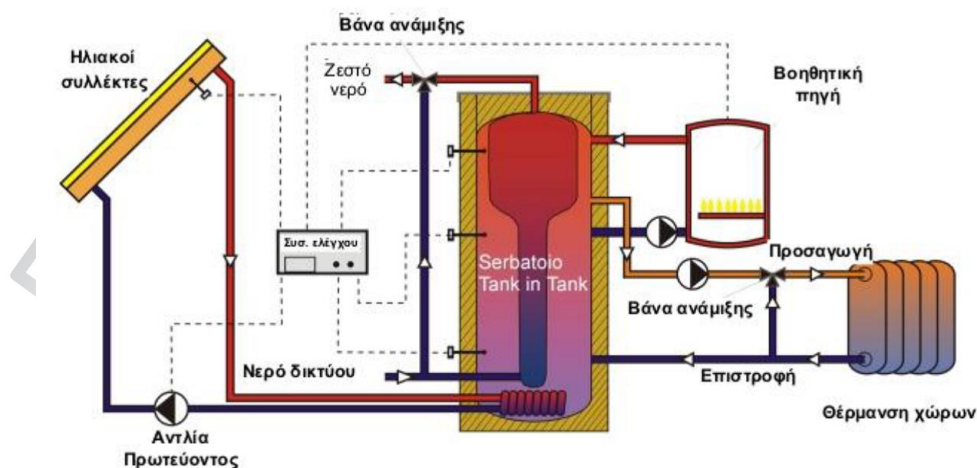 Βάνα ανάμιξης
Ηλιακοί
συλλέκτες
Ζεστό
νερό
Βοηθητική
πηγή
Συσ. ελέγχου
Serbatoio
Tank in Tank
Προσαγωγή
Βάνα ανάμιξης
Νερό δικτύου
Επιστροφή
Θέρμανση χώρων
Αντλία
Πρωτεύοντος